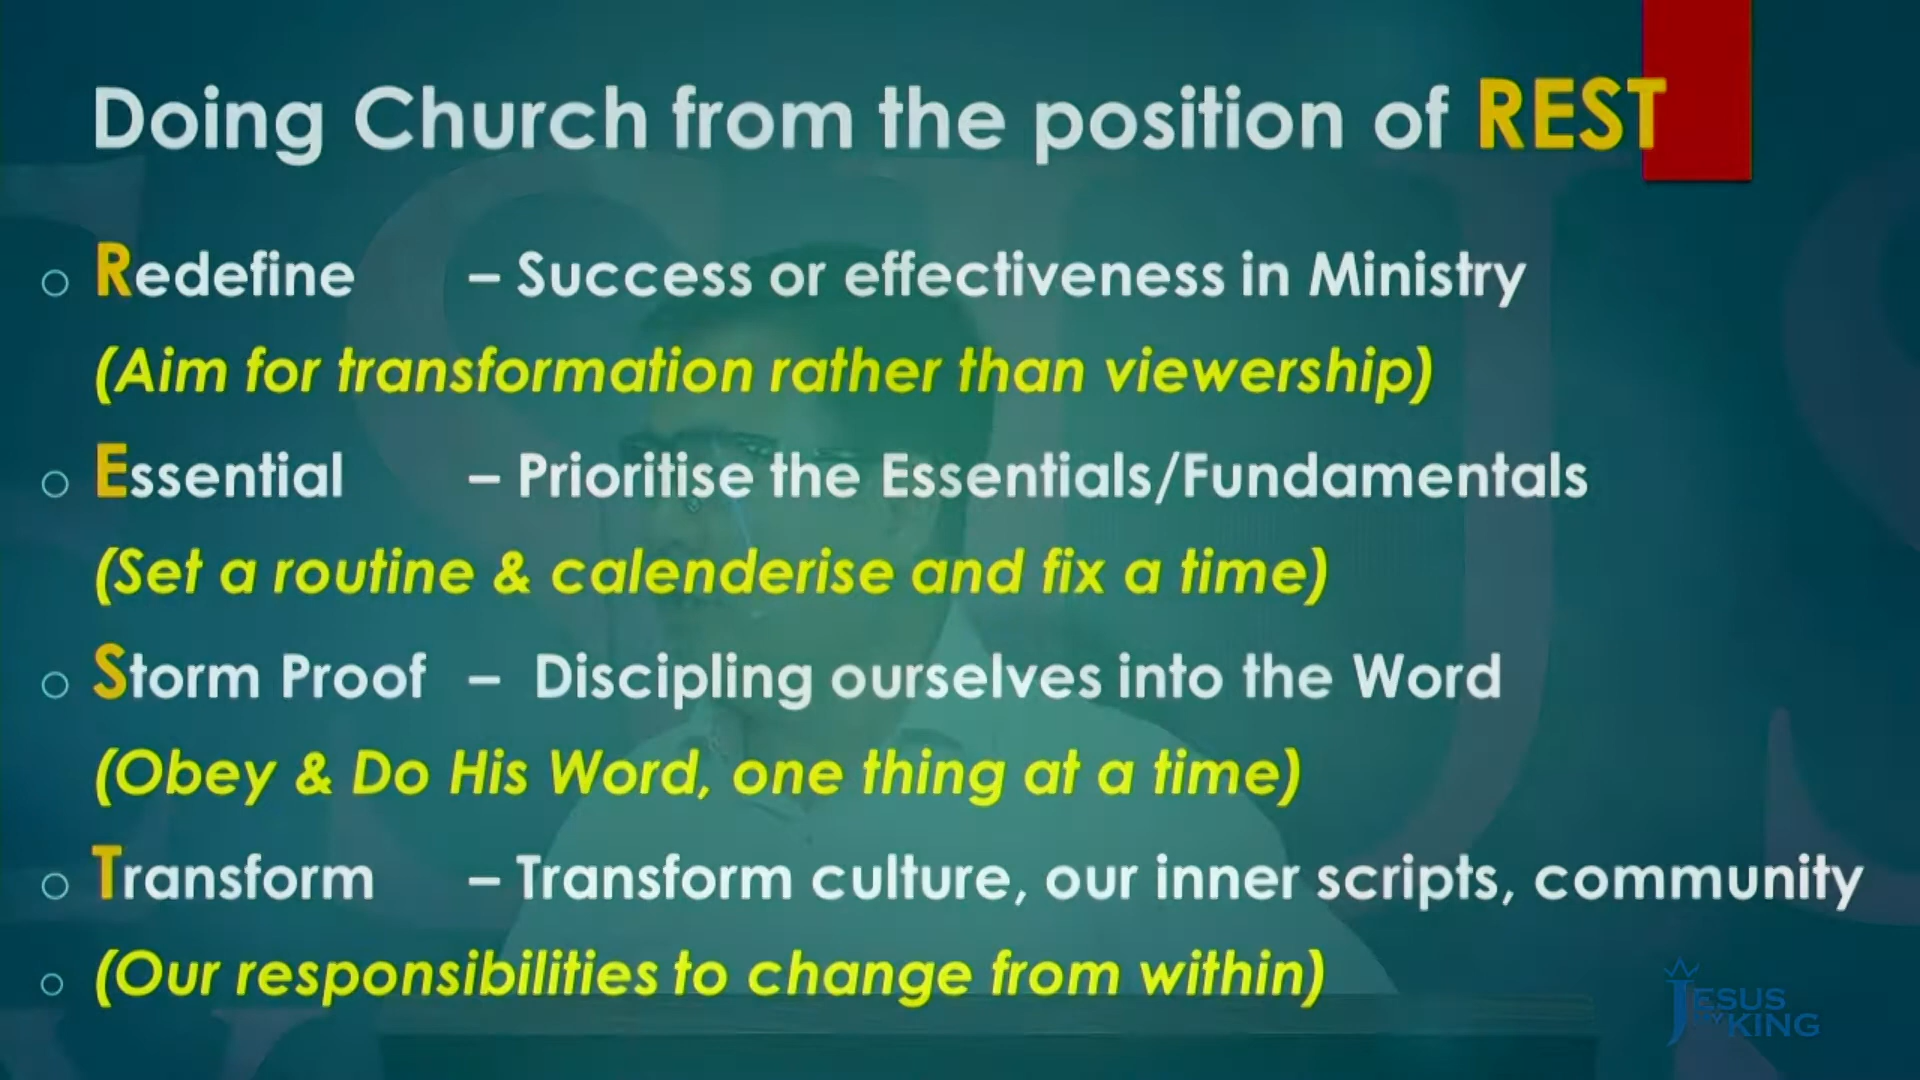 Doing Church from the position of REST
Redefine – Success or effectiveness in Ministry
(Aim for transformation rather than viewership)
Essential – Prioritise the Essentials/Fundamentals
(Set a routine & calenderise and fix a time)
Storm Proof – Discipling ourselves into the Word
(Obey & Do His Word, one thing at a time)
Transform – Transform culture, our inner scripts, community
(Our responsibilities to change from within)
JESUS
MY KING